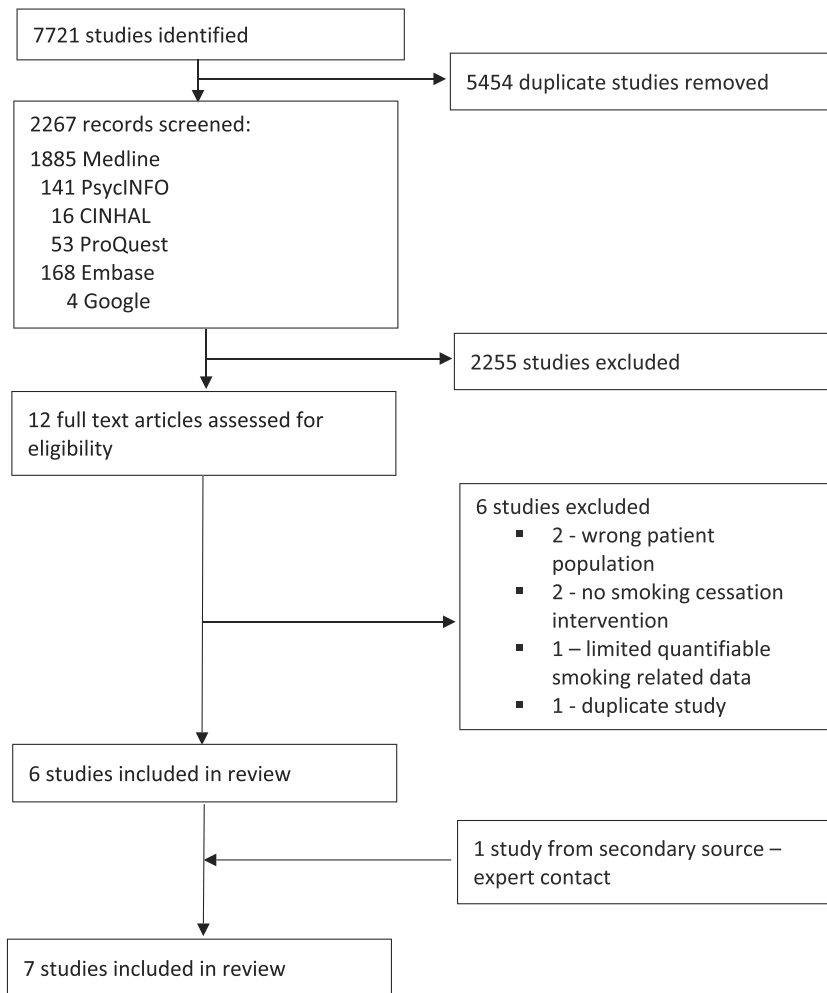 7721 studies identified
5454 duplicate studies removed
2267 records screened:
1885 Medline
141 PsycINFO
16 CINHAL
53 ProQuest
168 Embase
4 Google
2255 studies excluded
12 full text articles assessed for
eligibility
6 studies excluded
▪ 2 - wrong patient
population
▪ 2 - no smoking cessation
intervention
▪ 1 – limited quantifiable
smoking related data
▪ 1 - duplicate study
6 studies included in review
1 study from secondary source –
expert contact
7 studies included in review